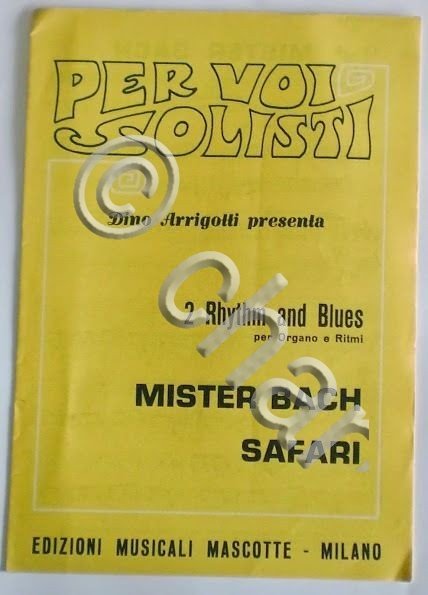 PER VOI
SOLISTI
Dino Arrigotti presenta
2 Rhythm and Blues
per Organo e Ritmi
MISTER BACH
SAFARI
EDIZIONI MUSICALI MASCOTTE - MILANO
© char.